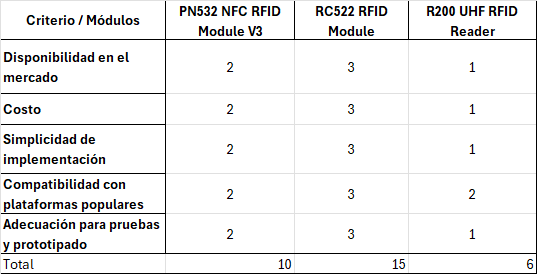 Criterio / Módulos PN532 NFC RFID Module V3 RC522 RFID Module R200 UHF RFID Reader
Disponibilidad en el mercado 2 3 1
Costo 2 3 1
Simplicidad de implementación 2 3 1
Compatibilidad con plataformas populares 2 3 2
Adecuación para pruebas y prototipado 2 3 1
Total 10 15 6